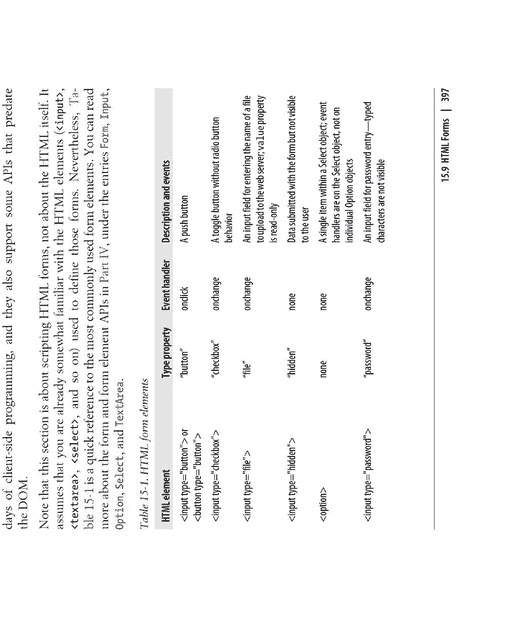 days of client-side programming, and they also support some APIs that predate
the DOM.
Note that this section is about scripting HTML forms, not about the HTML itself. It
assumes that you are already somewhat familiar with the HTML elements (<input>,
<textarea>, <select>, and so on) used to define those forms. Nevertheless, Ta-
ble 15-1 is a quick reference to the most commonly used form elements. You can read
more about the form and form element APIs in Part IV, under the entries Form, Input,
Option, Select, and TextArea.
Table 15-1. HTML form elements
HTML element Type property Event handler Description and events
<input type="button"> or "button" onclick A push button
<button type="button">
<input type="checkbox"> "checkbox" onchange A toggle button without radio button
behavior
<input type="file"> "file" onchange An input field for entering the name of a file
to upload to the web server; value property
is read-only
<input type="hidden"> "hidden" none Data submitted with the form but not visible
to the user
<option> none none A single item within a Select object; event
handlers are on the Select object, not on
individual Option objects
<input type="password"> "password" onchange An input field for password entry—typed
characters are not visible
15.9 HTML Forms | 397